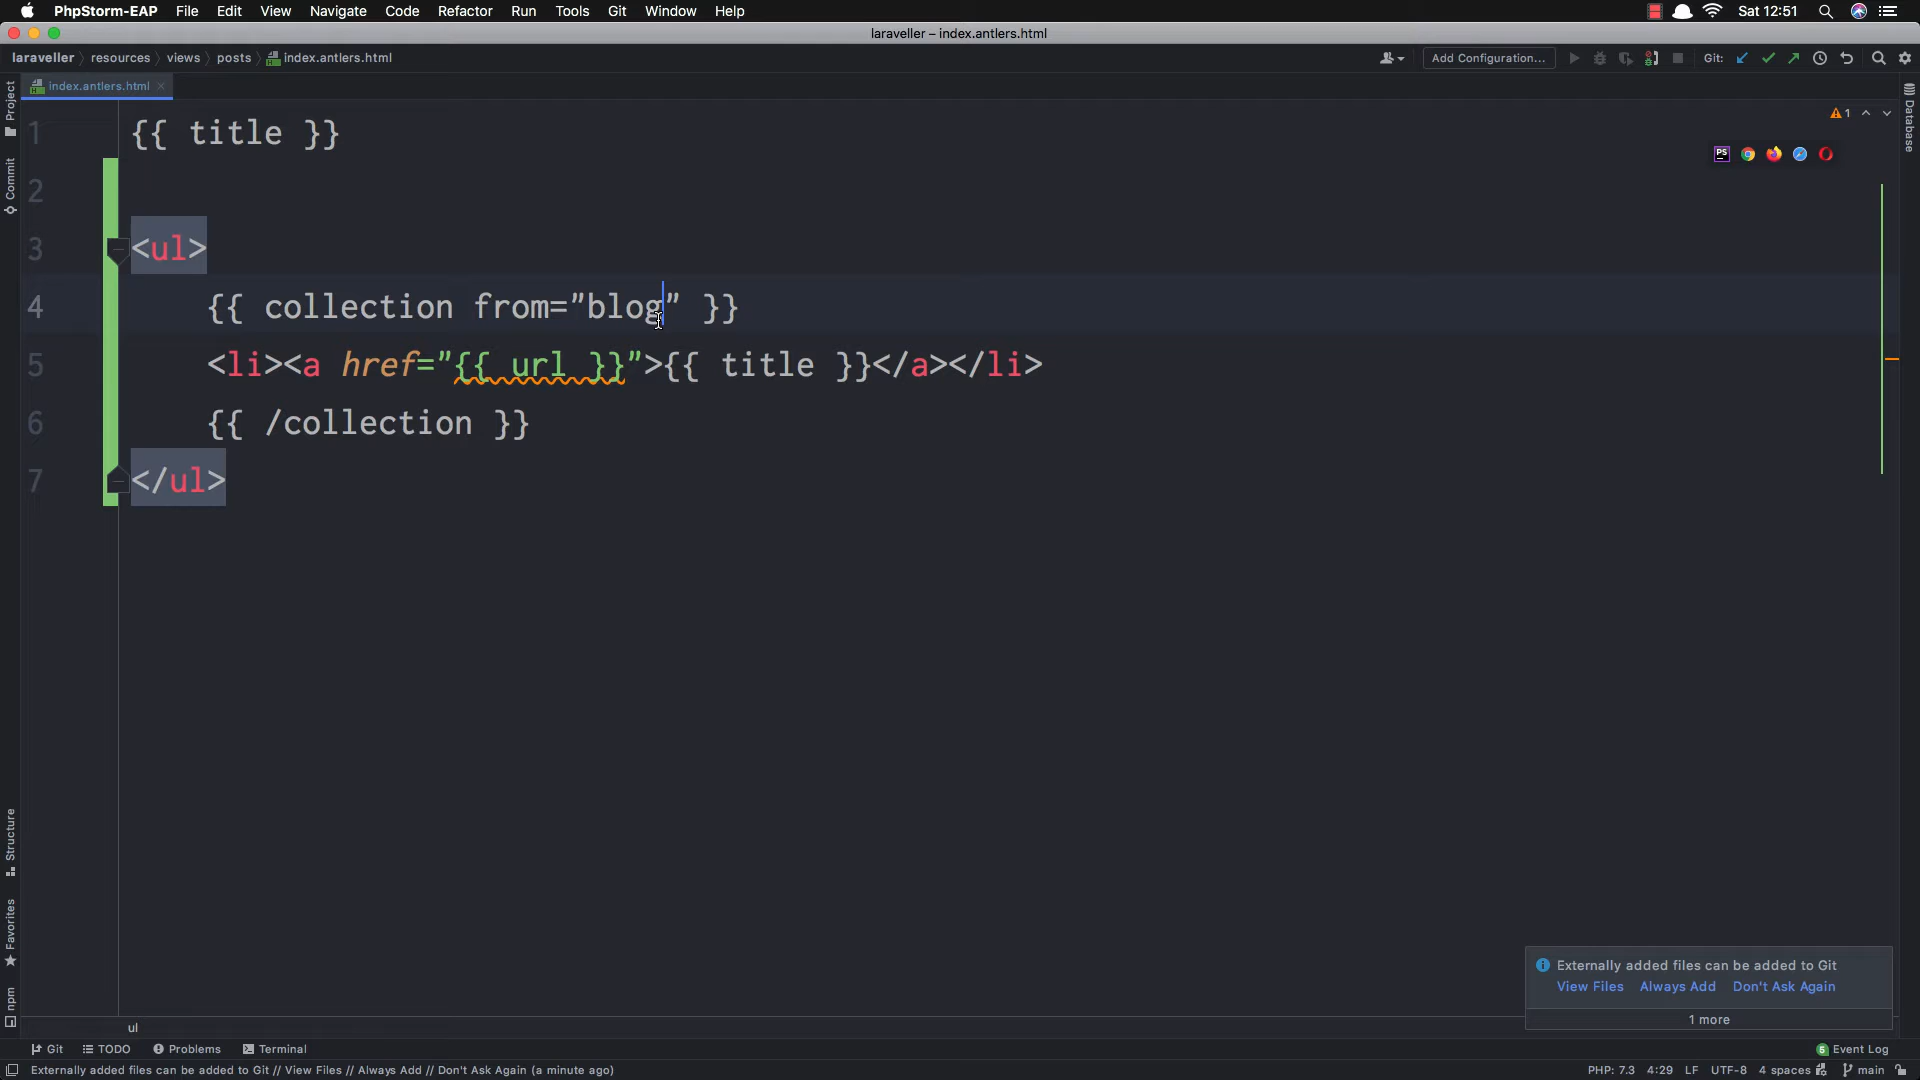 PhpStorm-EAP File Edit View Navigate Code Refactor Run Tools Git Window Help Sat 12:51
laraveller – index.antlers.html
laraveller resources views posts index.antlers.html Add Configuration... Git:
index.antlers.html
Project
Commit
Structure
Favorites
npm
Database
1
PS
1 {{ title }}
2
3 <ul>
4 {{ collection from="blog" }}
5 <li><a href="{{ url }}">{{ title }}</a></li>
6 {{ /collection }}
7 </ul>
Externally added files can be added to Git
View Files Always Add Don't Ask Again
1 more
ul
Git TODO Problems Terminal 5 Event Log
Externally added files can be added to Git // View Files // Always Add // Don't Ask Again (a minute ago) PHP: 7.3 4:29 LF UTF-8 4 spaces main